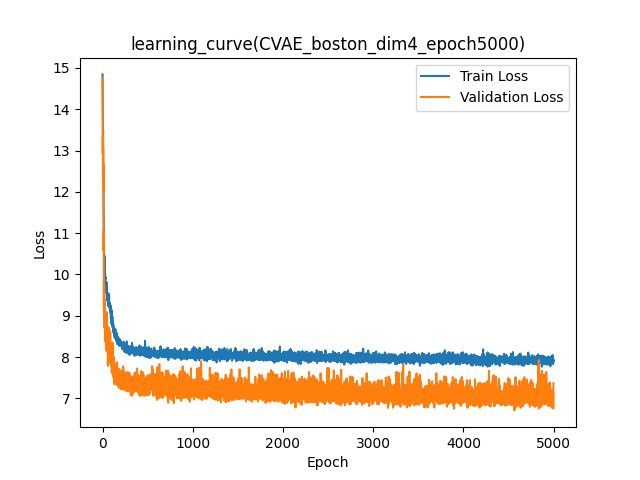 learning_curve(CVAE_boston_dim4_epoch5000)
Train Loss
Validation Loss
15
14
13
12
11
10
9
8
7
Loss
0 1000 2000 3000 4000 5000
Epoch